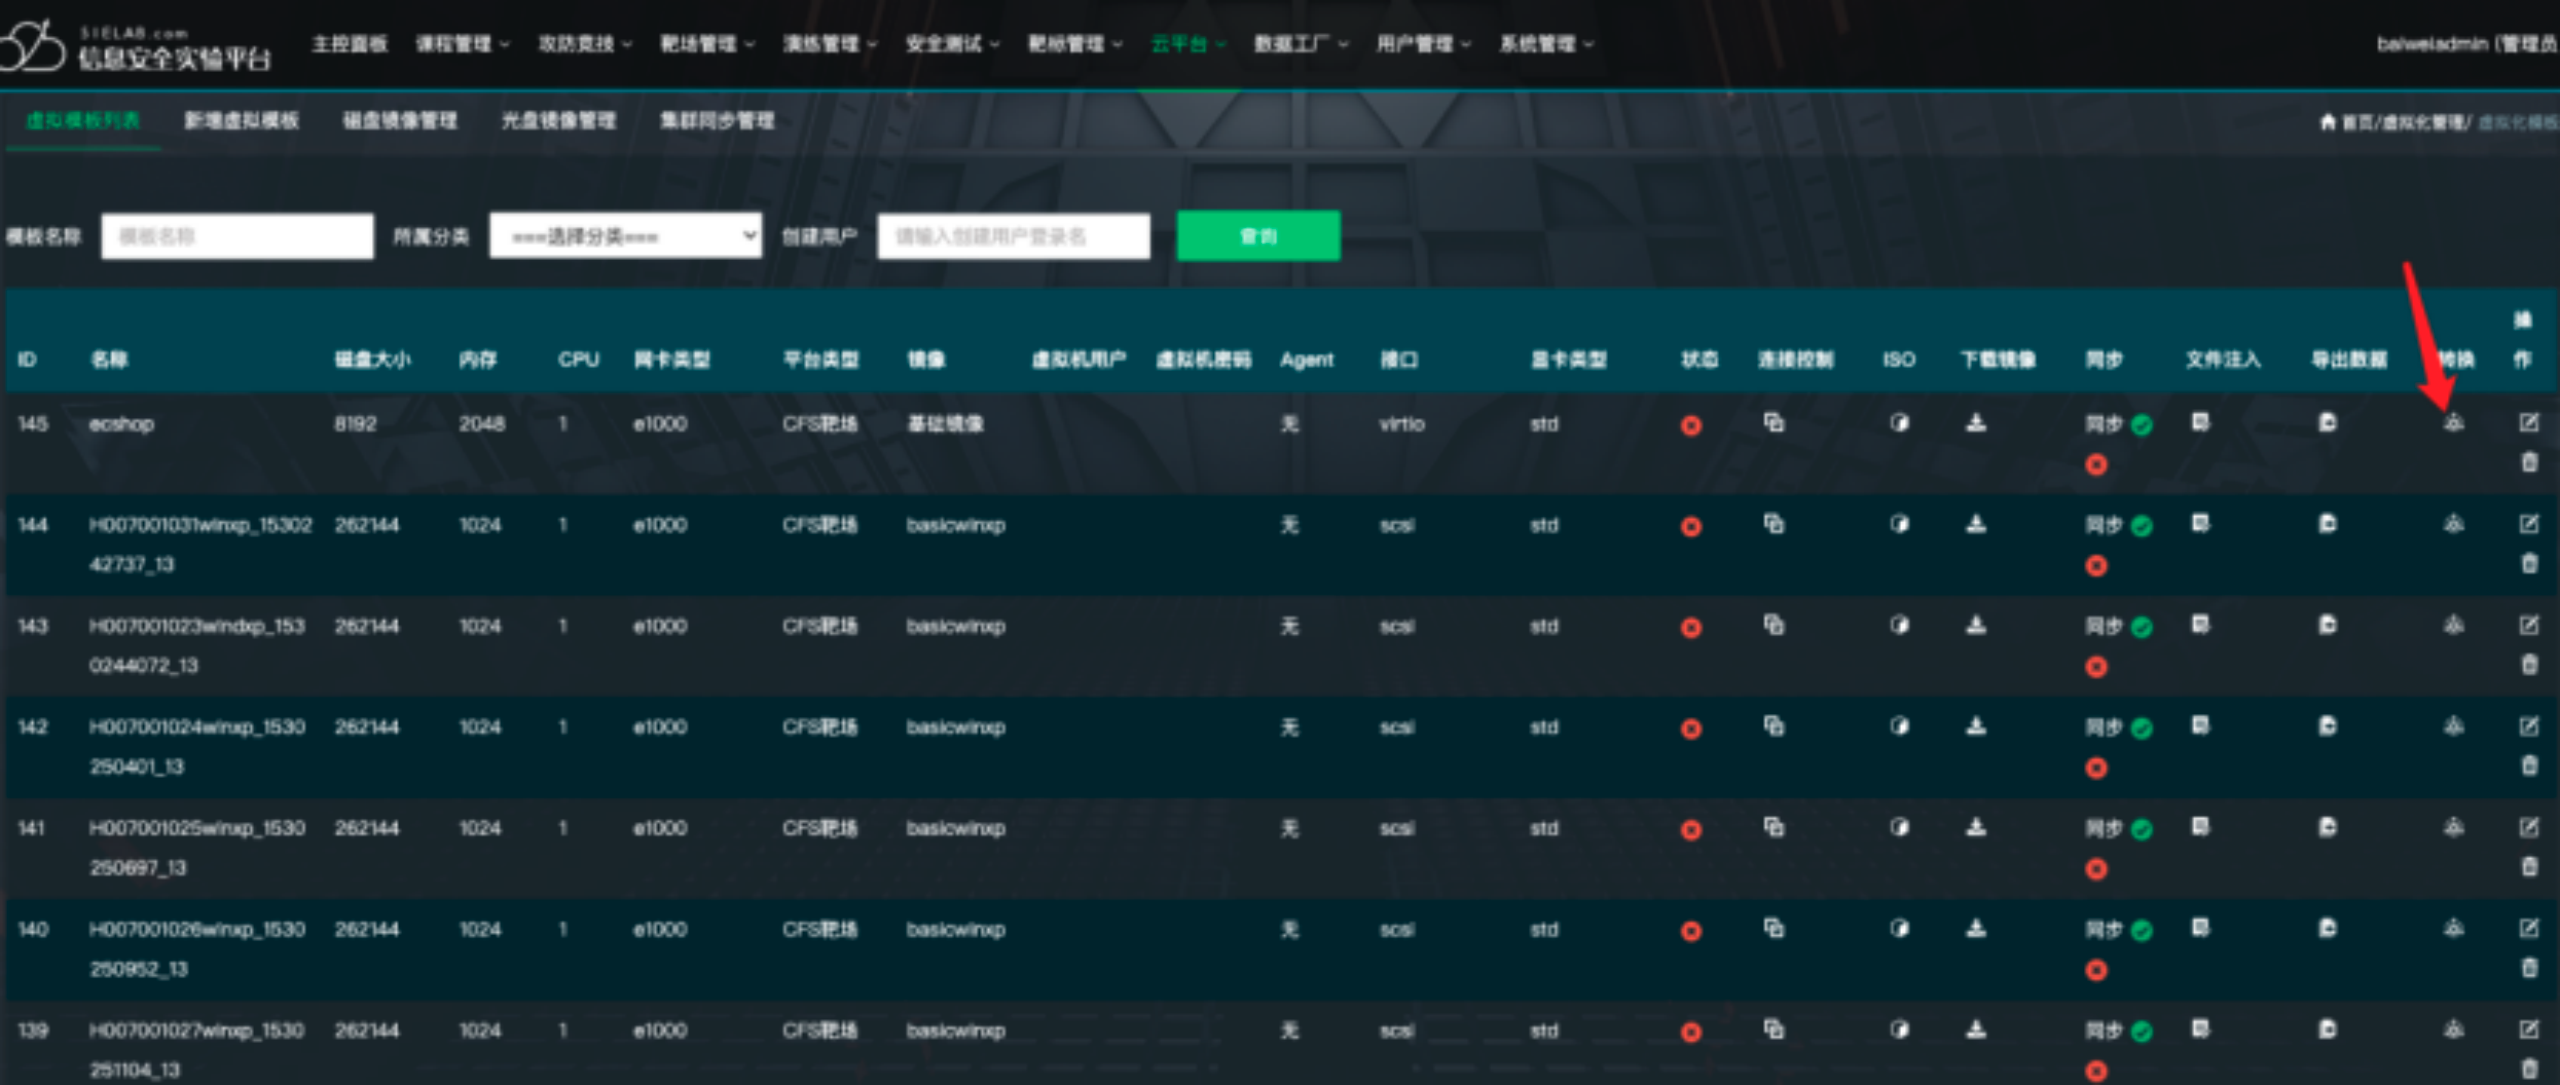 SIELAB.com
信息安全实验平台
主控面板 课程管理 攻防竞技 靶场管理 演练管理 安全测试 靶标管理 云平台 数据工厂 用户管理 系统管理
baiweiadmin (管理员
虚拟模板列表 新增虚拟模板 磁盘镜像管理 光盘镜像管理 集群同步管理
首页/虚拟化管理/ 虚拟化模板
模板名称 模板名称 所属分类 ===选择分类=== 创建用户 请输入创建用户登录名 查询
ID 名称 磁盘大小 内存 CPU 网卡类型 平台类型 镜像 虚拟机用户 虚拟机密码 Agent 接口 显卡类型 状态 连接控制 ISO 下载镜像 同步 文件注入 导出数据 转换 操作
145 ecshop 8192 2048 1 e1000 CFS靶场 基础镜像 无 virtio std 同步
144 H007001031winxp_15302 262144 1024 1 e1000 CFS靶场 basicwinxp 无 scsi std 同步
42737_13
143 H007001023windxp_153 262144 1024 1 e1000 CFS靶场 basicwinxp 无 scsi std 同步
0244072_13
142 H007001024winxp_1530 262144 1024 1 e1000 CFS靶场 basicwinxp 无 scsi std 同步
250401_13
141 H007001025winxp_1530 262144 1024 1 e1000 CFS靶场 basicwinxp 无 scsi std 同步
250697_13
140 H007001026winxp_1530 262144 1024 1 e1000 CFS靶场 basicwinxp 无 scsi std 同步
250952_13
139 H007001027winxp_1530 262144 1024 1 e1000 CFS靶场 basicwinxp 无 scsi std 同步
251104_13